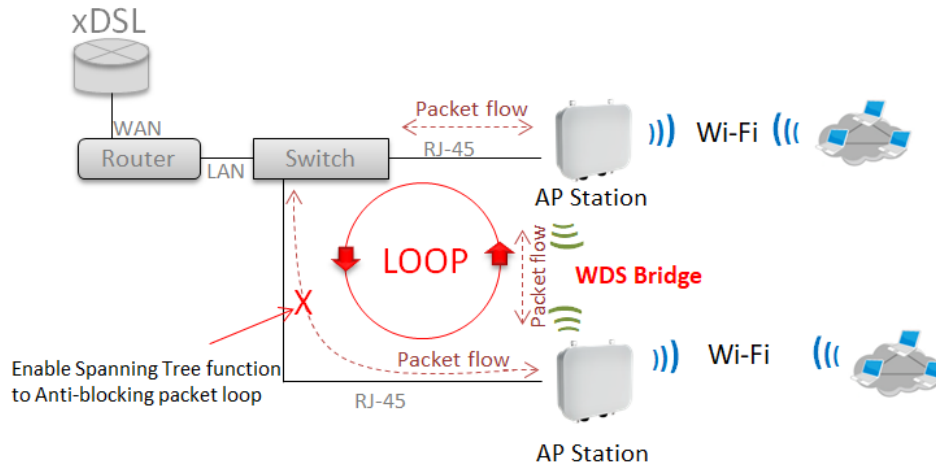 xDSL
WAN
Router
LAN
Switch
Packet flow
RJ-45
AP Station
Wi-Fi
LOOP
Packet flow
WDS Bridge
X
Enable Spanning Tree function
to Anti-blocking packet loop
Packet flow
RJ-45
AP Station
Wi-Fi